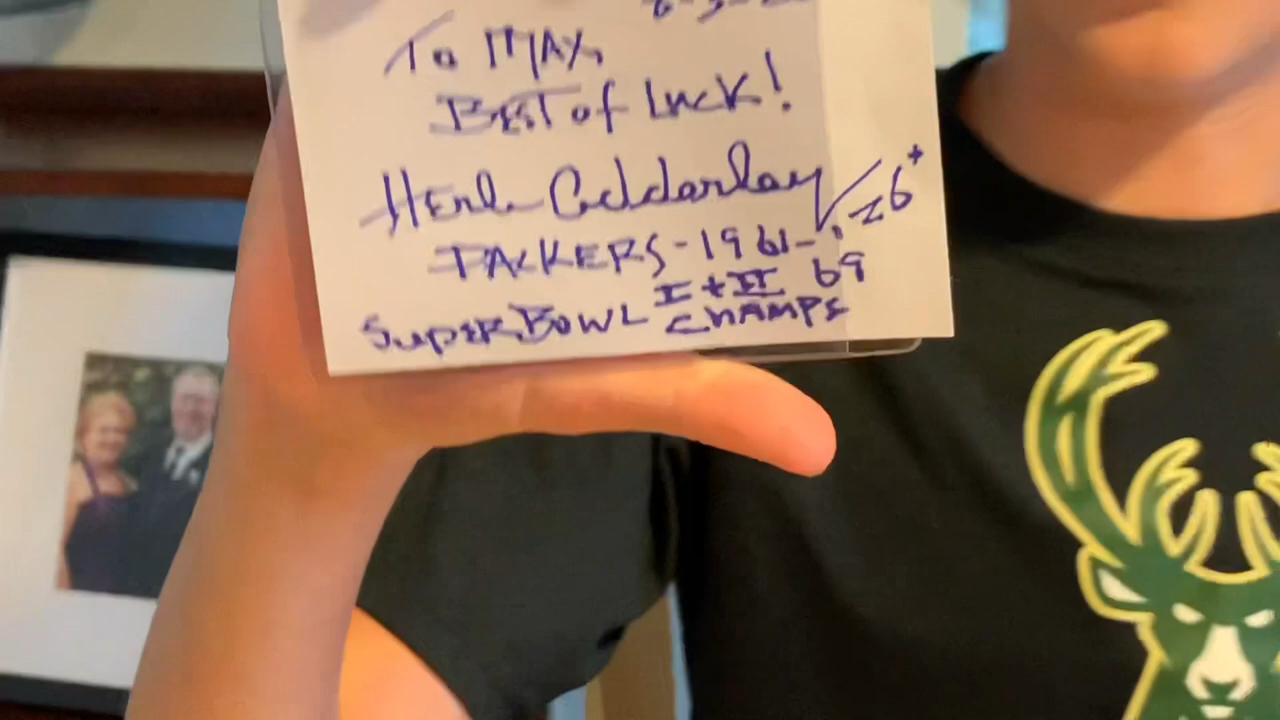 To MAX,
BEST of LUCK!
Herb Adderley √26+
PACKERS-1961-'69
SUPER BOWL I + II CHAMPS